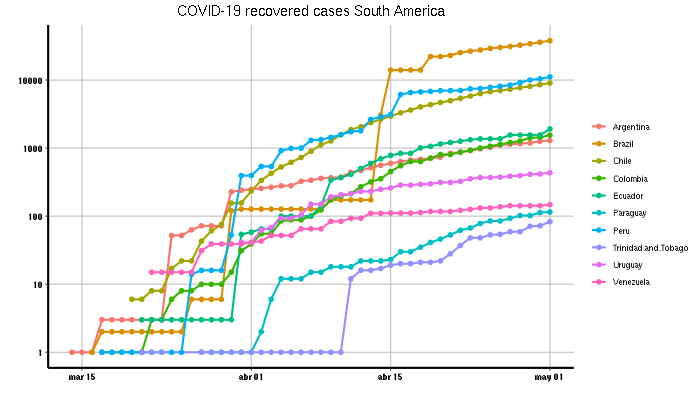 COVID-19 recovered cases South America
10000
1000
100
10
1
mar 15
abr 01
abr 15
may 01
Argentina
Brazil
Chile
Colombia
Ecuador
Paraguay
Peru
Trinidad.and.Tobago
Uruguay
Venezuela